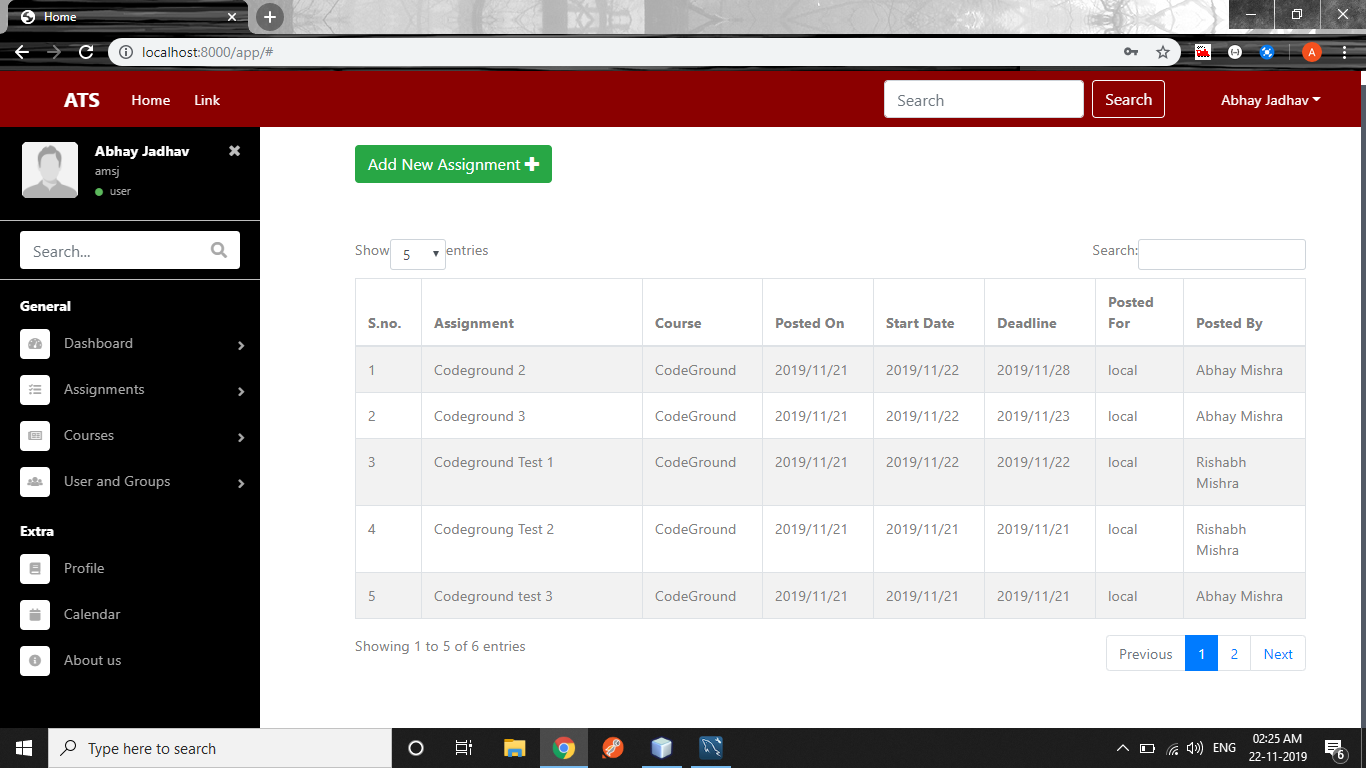 Home
localhost:8000/app/#
A
ATS Home Link Search Search Abhay Jadhav
Abhay Jadhav
amsj
user
Search...
General
Dashboard
Assignments
Courses
User and Groups
Extra
Profile
Calendar
About us
Add New Assignment
Show 5 entries Search:
S.no. Assignment Course Posted On Start Date Deadline Posted For Posted By
1 Codeground 2 CodeGround 2019/11/21 2019/11/22 2019/11/28 local Abhay Mishra
2 Codeground 3 CodeGround 2019/11/21 2019/11/22 2019/11/23 local Abhay Mishra
3 Codeground Test 1 CodeGround 2019/11/21 2019/11/22 2019/11/22 local Rishabh Mishra
4 Codegroung Test 2 CodeGround 2019/11/21 2019/11/21 2019/11/21 local Rishabh Mishra
5 Codeground test 3 CodeGround 2019/11/21 2019/11/21 2019/11/21 local Abhay Mishra
Showing 1 to 5 of 6 entries Previous 1 2 Next
Type here to search
ENG
02:25 AM
22-11-2019
6